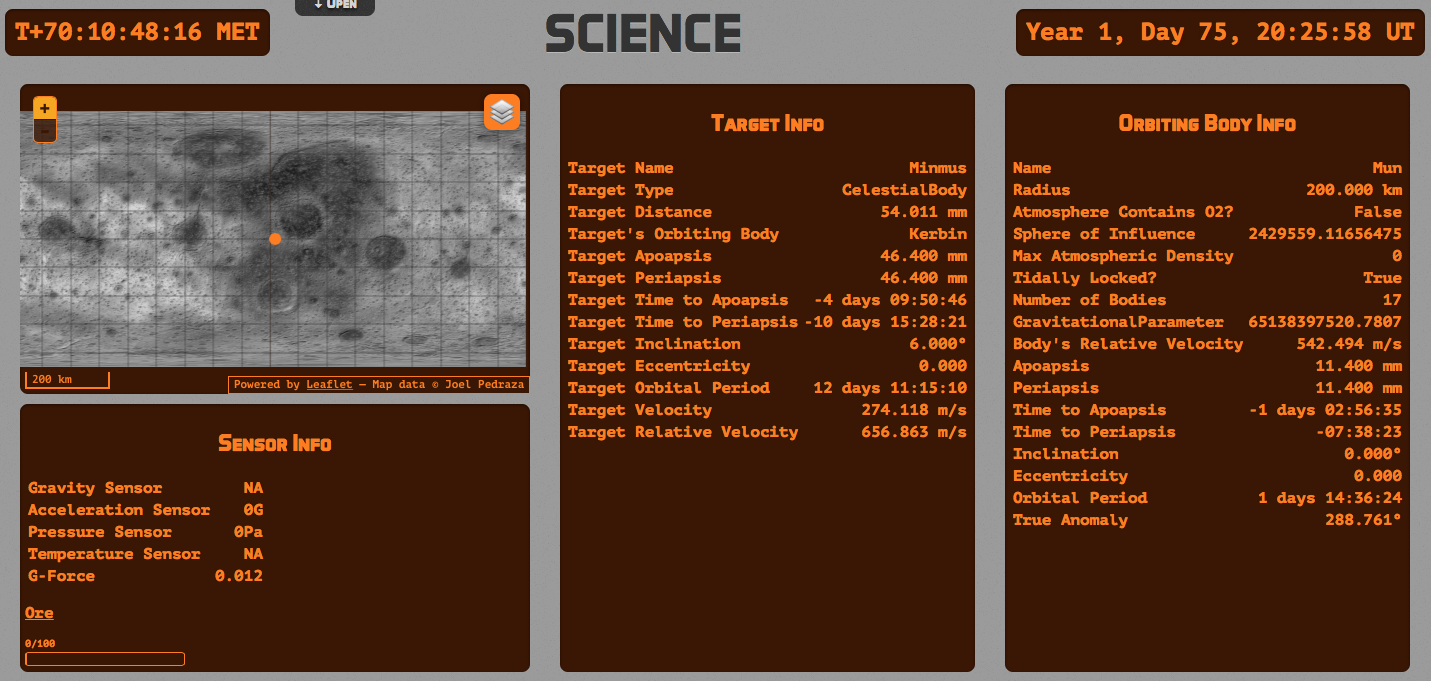 ↓ Open
T+70:10:48:16 MET
SCIENCE
Year 1, Day 75, 20:25:58 UT
+
-
200 km
Powered by Leaflet — Map data © Joel Pedraza
Sensor Info
Gravity Sensor NA
Acceleration Sensor 0G
Pressure Sensor 0Pa
Temperature Sensor NA
G-Force 0.012
Ore
0/100
Target Info
Target Name Minmus
Target Type CelestialBody
Target Distance 54.011 mm
Target's Orbiting Body Kerbin
Target Apoapsis 46.400 mm
Target Periapsis 46.400 mm
Target Time to Apoapsis -4 days 09:50:46
Target Time to Periapsis -10 days 15:28:21
Target Inclination 6.000°
Target Eccentricity 0.000
Target Orbital Period 12 days 11:15:10
Target Velocity 274.118 m/s
Target Relative Velocity 656.863 m/s
Orbiting Body Info
Name Mun
Radius 200.000 km
Atmosphere Contains O2? False
Sphere of Influence 2429559.11656475
Max Atmospheric Density 0
Tidally Locked? True
Number of Bodies 17
GravitationalParameter 65138397520.7807
Body's Relative Velocity 542.494 m/s
Apoapsis 11.400 mm
Periapsis 11.400 mm
Time to Apoapsis -1 days 02:56:35
Time to Periapsis -07:38:23
Inclination 0.000°
Eccentricity 0.000
Orbital Period 1 days 14:36:24
True Anomaly 288.761°